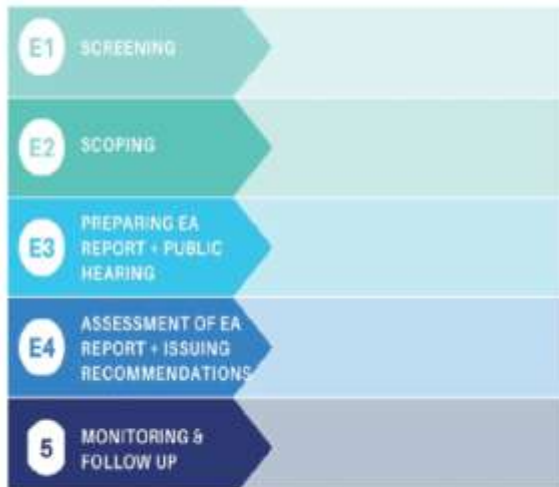 E1 SCREENING
E2 SCOPING
E3 PREPARING EA
REPORT + PUBLIC
HEARING
E4 ASSESSMENT OF EA
REPORT + ISSUING
RECOMMENDATIONS
5 MONITORING &
FOLLOW UP